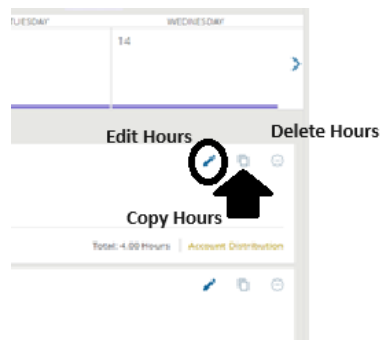 TUESDAY WEDNESDAY
14
Edit Hours Delete Hours
Copy Hours
Total: 4.00 Hours Account Distribution